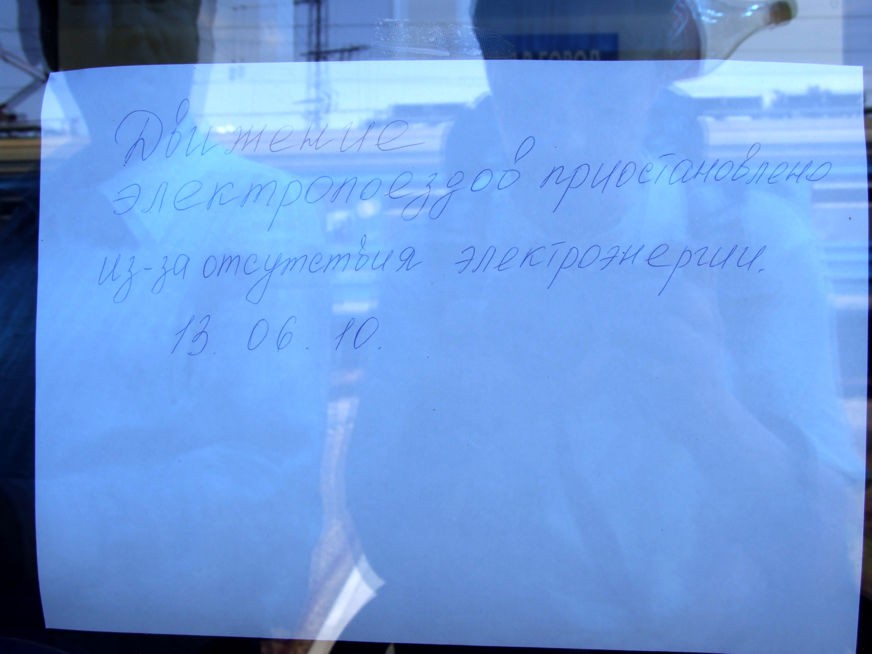 Движение
электропоездов приостановлено
из-за отсутствия электроэнергии.
13. 06. 10.